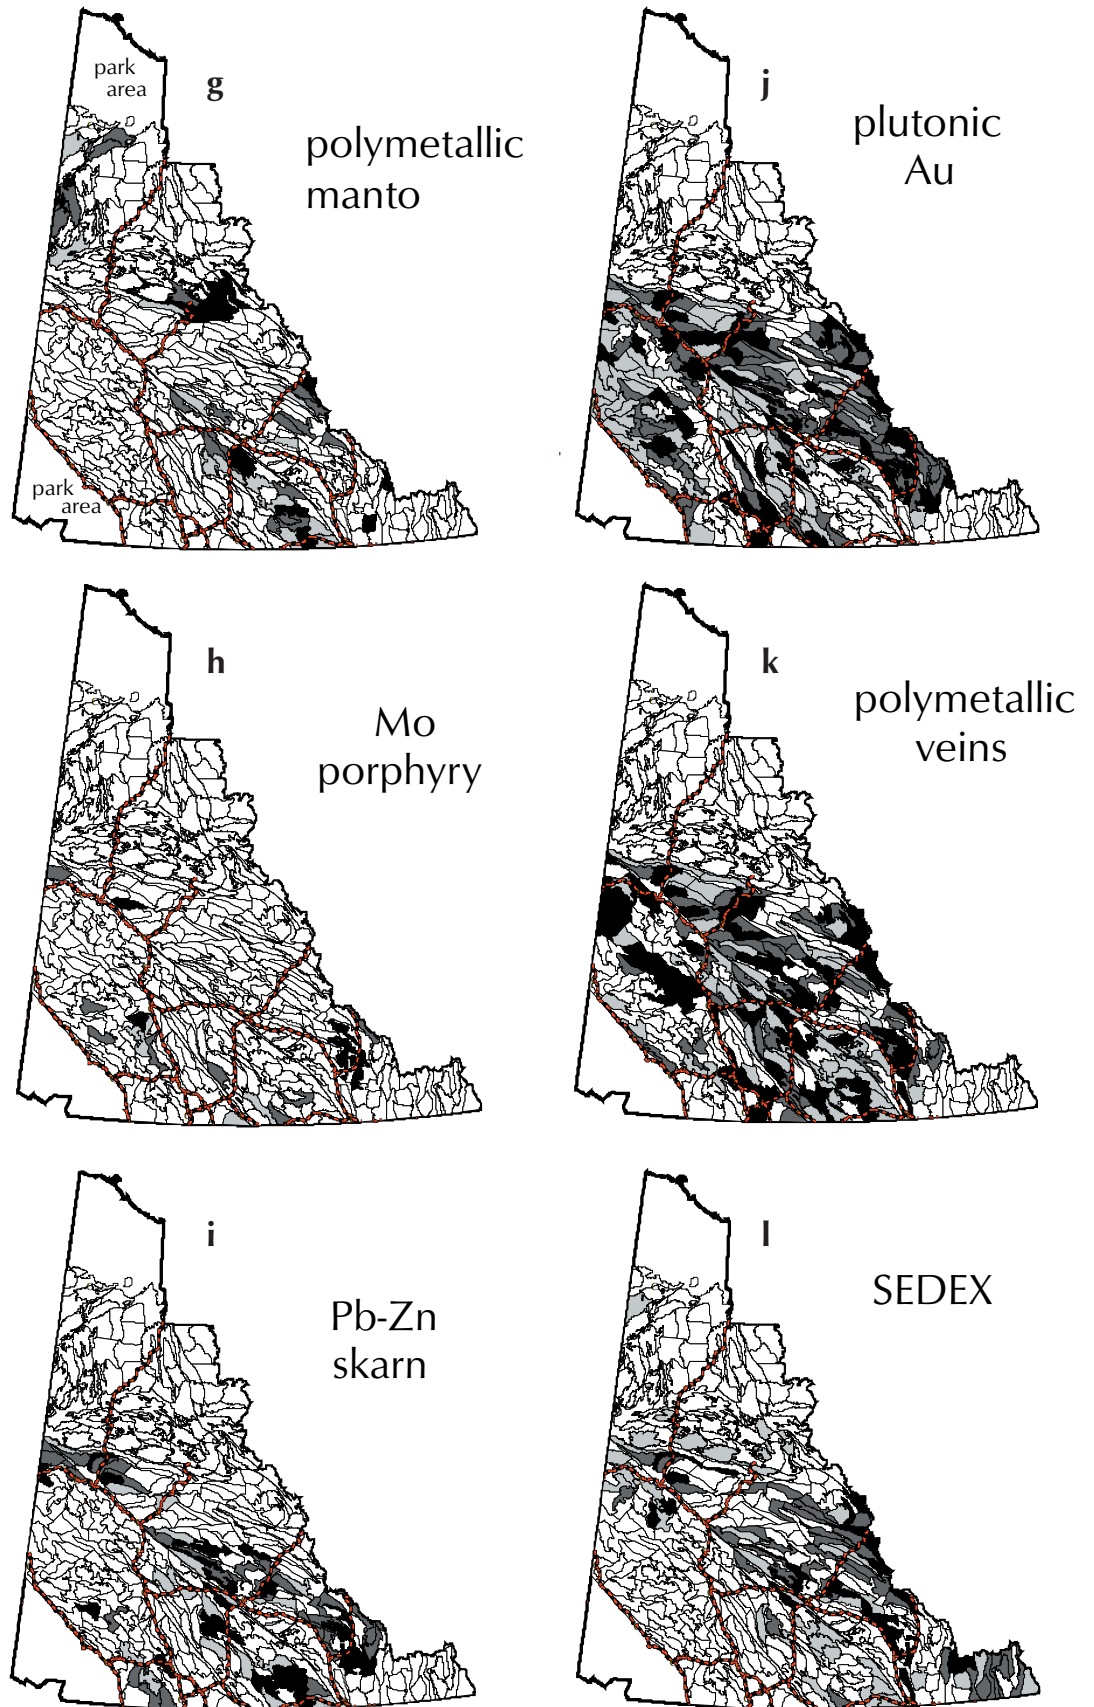 park
area
g
polymetallic
manto
park
area
j
plutonic
Au
h
Mo
porphyry
k
polymetallic
veins
i
Pb-Zn
skarn
l
SEDEX